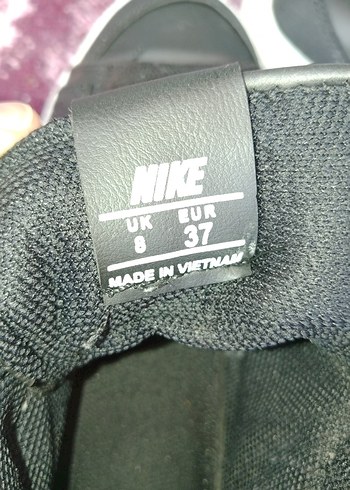 NIKE
UK EUR
8 37
MADE IN VIETNAM